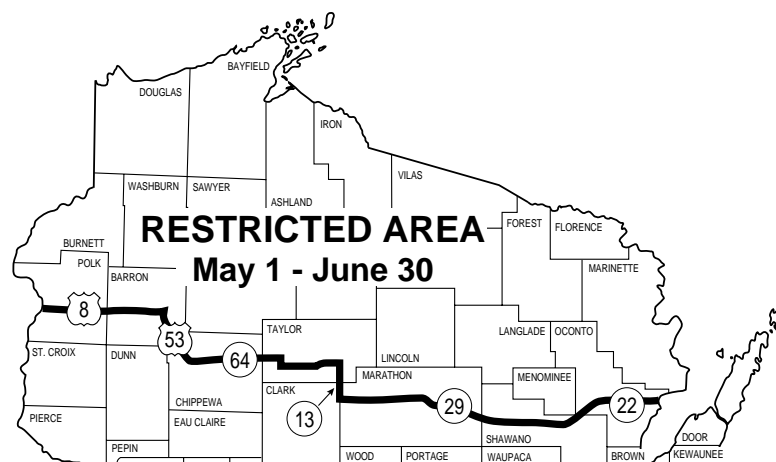 BAYFIELD
DOUGLAS
IRON
VILAS
WASHBURN
SAWYER
ASHLAND
RESTRICTED AREA
May 1 - June 30
FOREST
FLORENCE
BURNETT
POLK
BARRON
MARINETTE
8
53
TAYLOR
LANGLADE
OCONTO
ST. CROIX
DUNN
64
LINCOLN
MARATHON
MENOMINEE
CLARK
CHIPPEWA
13
29
22
PIERCE
EAU CLAIRE
SHAWANO
DOOR
PEPIN
WOOD
PORTAGE
WAUPACA
BROWN
KEWAUNEE